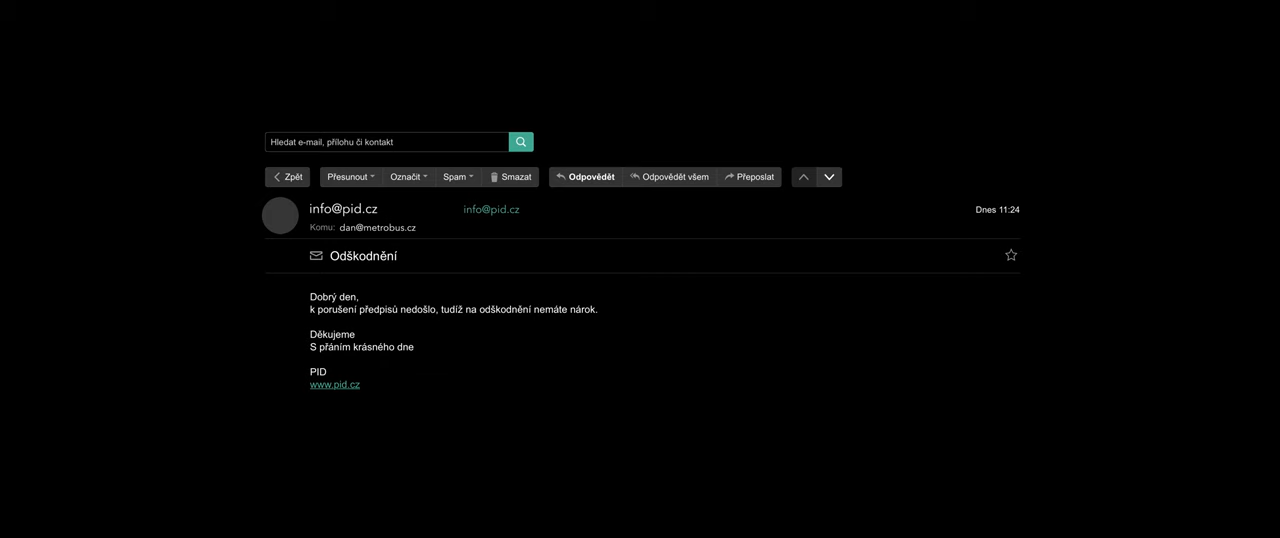 Hledat e-mail, přílohu či kontakt
Zpět Přesunout Označit Spam Smazat Odpovědět Odpovědět všem Přeposlat
info@pid.cz info@pid.cz Dnes 11:24
Komu: dan@metrobus.cz
Odškodnění
Dobrý den,
k porušení předpisů nedošlo, tudíž na odškodnění nemáte nárok.
Děkujeme
S přáním krásného dne
PID
www.pid.cz